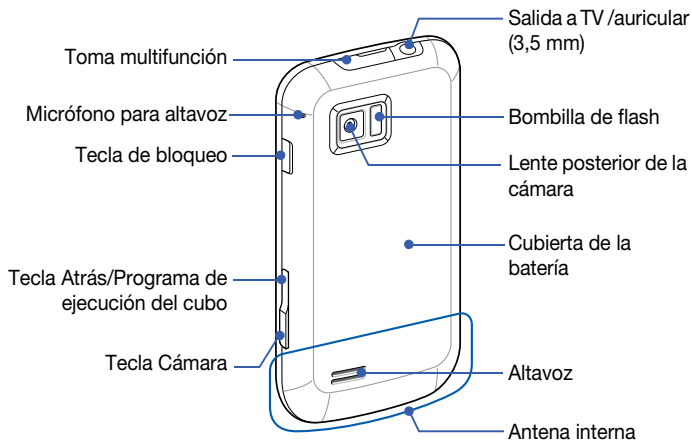 Toma multifunción
Micrófono para altavoz
Tecla de bloqueo
Tecla Atrás/Programa de
ejecución del cubo
Tecla Cámara
Salida a TV /auricular
(3,5 mm)
Bombilla de flash
Lente posterior de la
cámara
Cubierta de la
batería
Altavoz
Antena interna